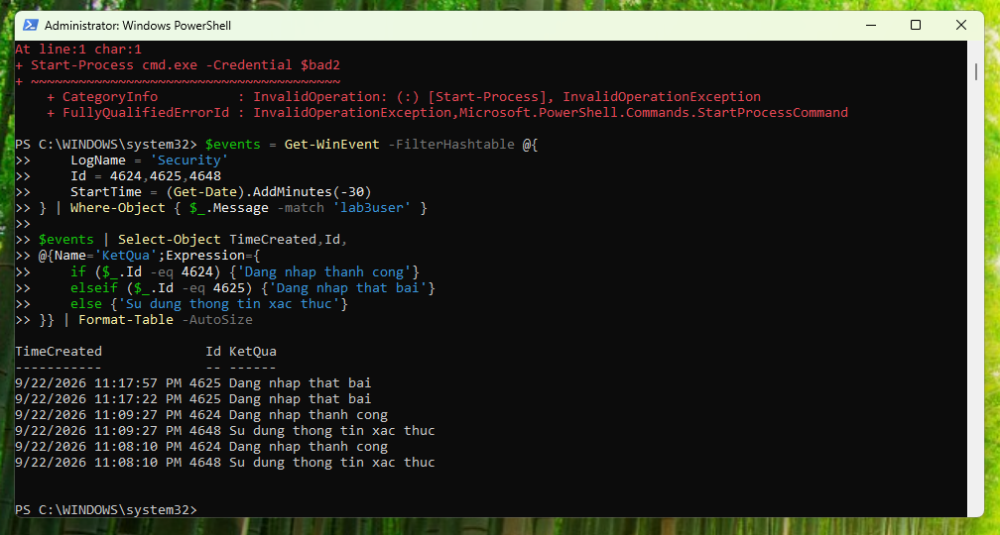 Administrator: Windows PowerShell
At line:1 char:1
+ Start-Process cmd.exe -Credential $bad2
+ ~~~~~~~~~~~~~~~~~~~~~~~~~~~~~~~~~~~~~~~
    + CategoryInfo          : InvalidOperation: (:) [Start-Process], InvalidOperationException
    + FullyQualifiedErrorId : InvalidOperationException,Microsoft.PowerShell.Commands.StartProcessCommand
PS C:\WINDOWS\system32> $events = Get-WinEvent -FilterHashtable @{
>>     LogName = 'Security'
>>     Id = 4624,4625,4648
>>     StartTime = (Get-Date).AddMinutes(-30)
>> } | Where-Object { $_.Message -match 'lab3user' }
>>
>> $events | Select-Object TimeCreated,Id,
>> @{Name='KetQua';Expression={
>>     if ($_.Id -eq 4624) {'Dang nhap thanh cong'}
>>     elseif ($_.Id -eq 4625) {'Dang nhap that bai'}
>>     else {'Su dung thong tin xac thuc'}
>> }} | Format-Table -AutoSize
TimeCreated             Id KetQua
-----------             -- ------
9/22/2026 11:17:57 PM 4625 Dang nhap that bai
9/22/2026 11:17:22 PM 4625 Dang nhap that bai
9/22/2026 11:09:27 PM 4624 Dang nhap thanh cong
9/22/2026 11:09:27 PM 4648 Su dung thong tin xac thuc
9/22/2026 11:08:10 PM 4624 Dang nhap thanh cong
9/22/2026 11:08:10 PM 4648 Su dung thong tin xac thuc
PS C:\WINDOWS\system32>